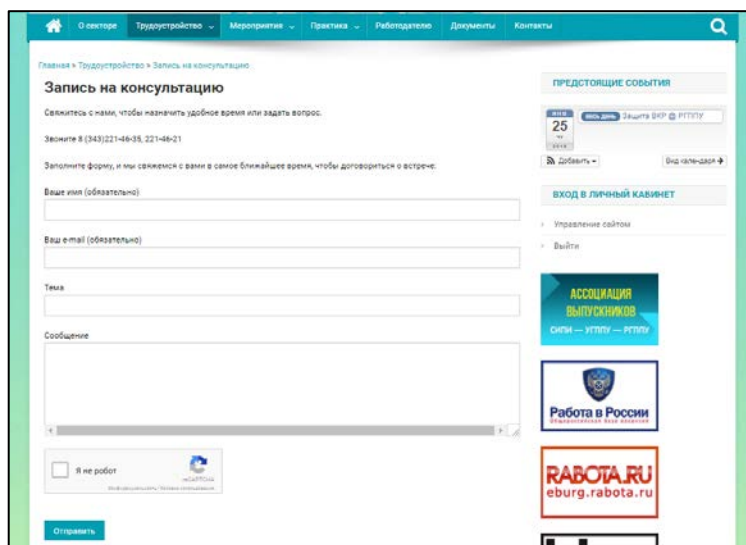 О секторе Трудоустройство Мероприятия Практика Работодателю Документы Контакты
Главная » Трудоустройство » Запись на консультацию
Запись на консультацию
Свяжитесь с нами, чтобы назначить удобное время или задать вопрос.
Звоните 8 (343)221-46-35, 221-46-21
Заполните форму, и мы свяжемся с вами в самое ближайшее время, чтобы договориться о встрече:
Ваше имя (обязательно)
Ваш e-mail (обязательно)
Тема
Сообщение
Я не робот
reCAPTCHA
Отправить
ПРЕДСТОЯЩИЕ СОБЫТИЯ
25
весь день Защита ВКР @ РГППУ
Добавить
Вид календаря
ВХОД В ЛИЧНЫЙ КАБИНЕТ
Управление сайтом
Выйти
АССОЦИАЦИЯ
ВЫПУСКНИКОВ
СИПИ — УГППУ — РГППУ
Работа в России
Общероссийская база вакансий
RABOTA.RU
eburg.rabota.ru